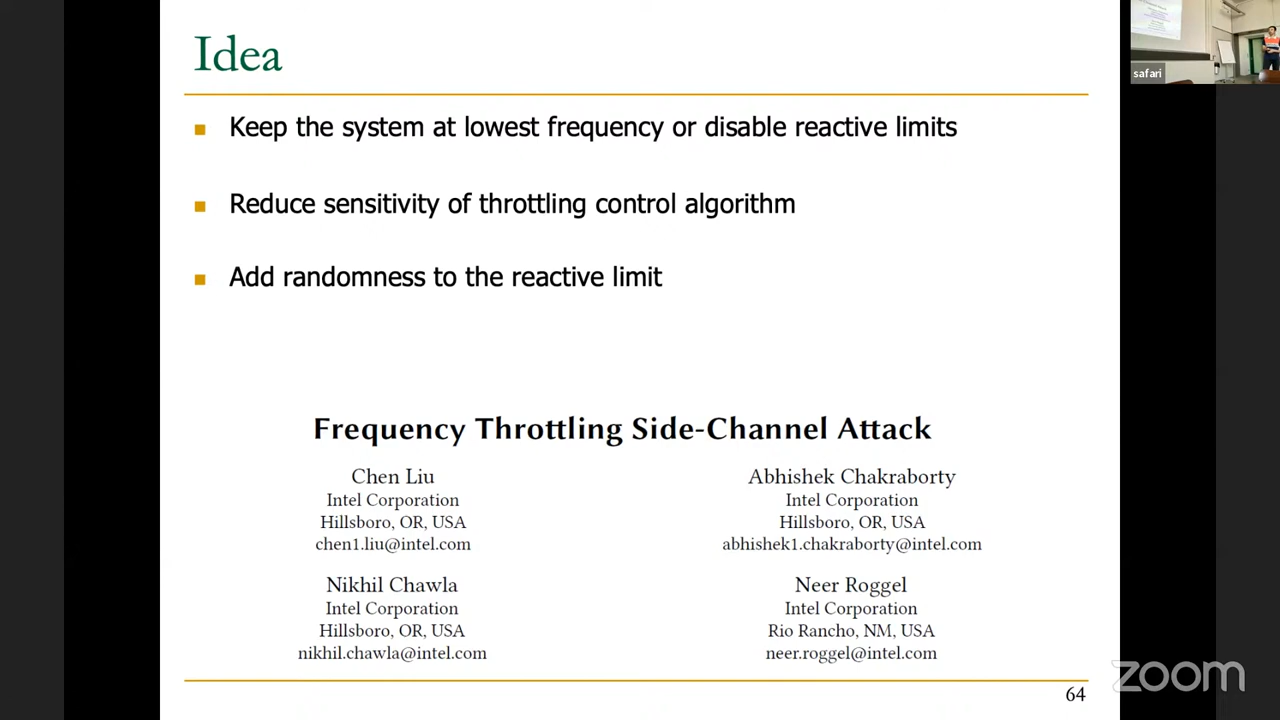 Idea
Keep the system at lowest frequency or disable reactive limits
Reduce sensitivity of throttling control algorithm
Add randomness to the reactive limit
Frequency Throttling Side-Channel Attack
Chen Liu
Intel Corporation
Hillsboro, OR, USA
chen1.liu@intel.com
Abhishek Chakraborty
Intel Corporation
Hillsboro, OR, USA
abhishek1.chakraborty@intel.com
Nikhil Chawla
Intel Corporation
Hillsboro, OR, USA
nikhil.chawla@intel.com
Neer Roggel
Intel Corporation
Rio Rancho, NM, USA
neer.roggel@intel.com
64
safari
zoom